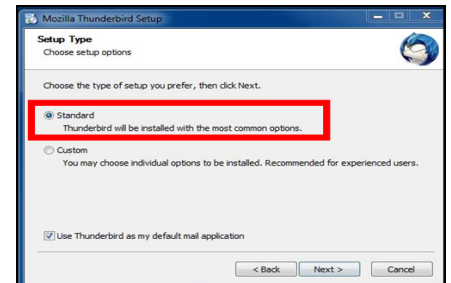 Mozilla Thunderbird Setup
Setup Type
Choose setup options
Choose the type of setup you prefer, then click Next.
Standard
Thunderbird will be installed with the most common options.
Custom
You may choose individual options to be installed. Recommended for experienced users.
Use Thunderbird as my default mail application
< Back Next > Cancel